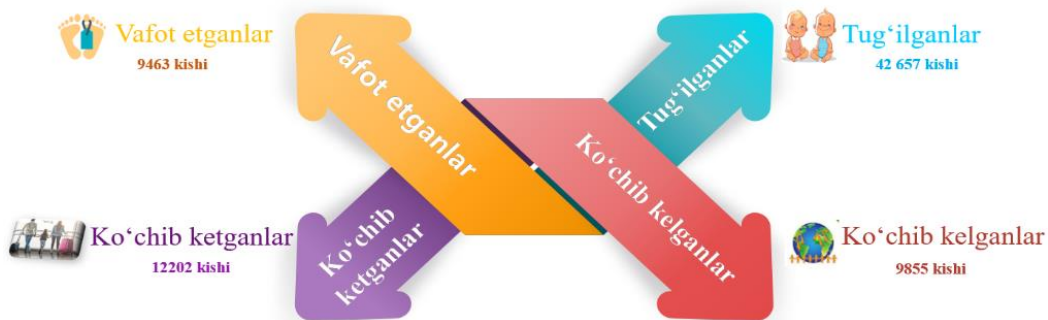 Vafot etganlar
9463 kishi
Vafot etganlar
Tug‘ilganlar
Tug‘ilganlar
42 657 kishi
Ko‘chib ketganlar
12202 kishi
Ko‘chib
ketganlar
Ko‘chib kelganlar
Ko‘chib kelganlar
9855 kishi